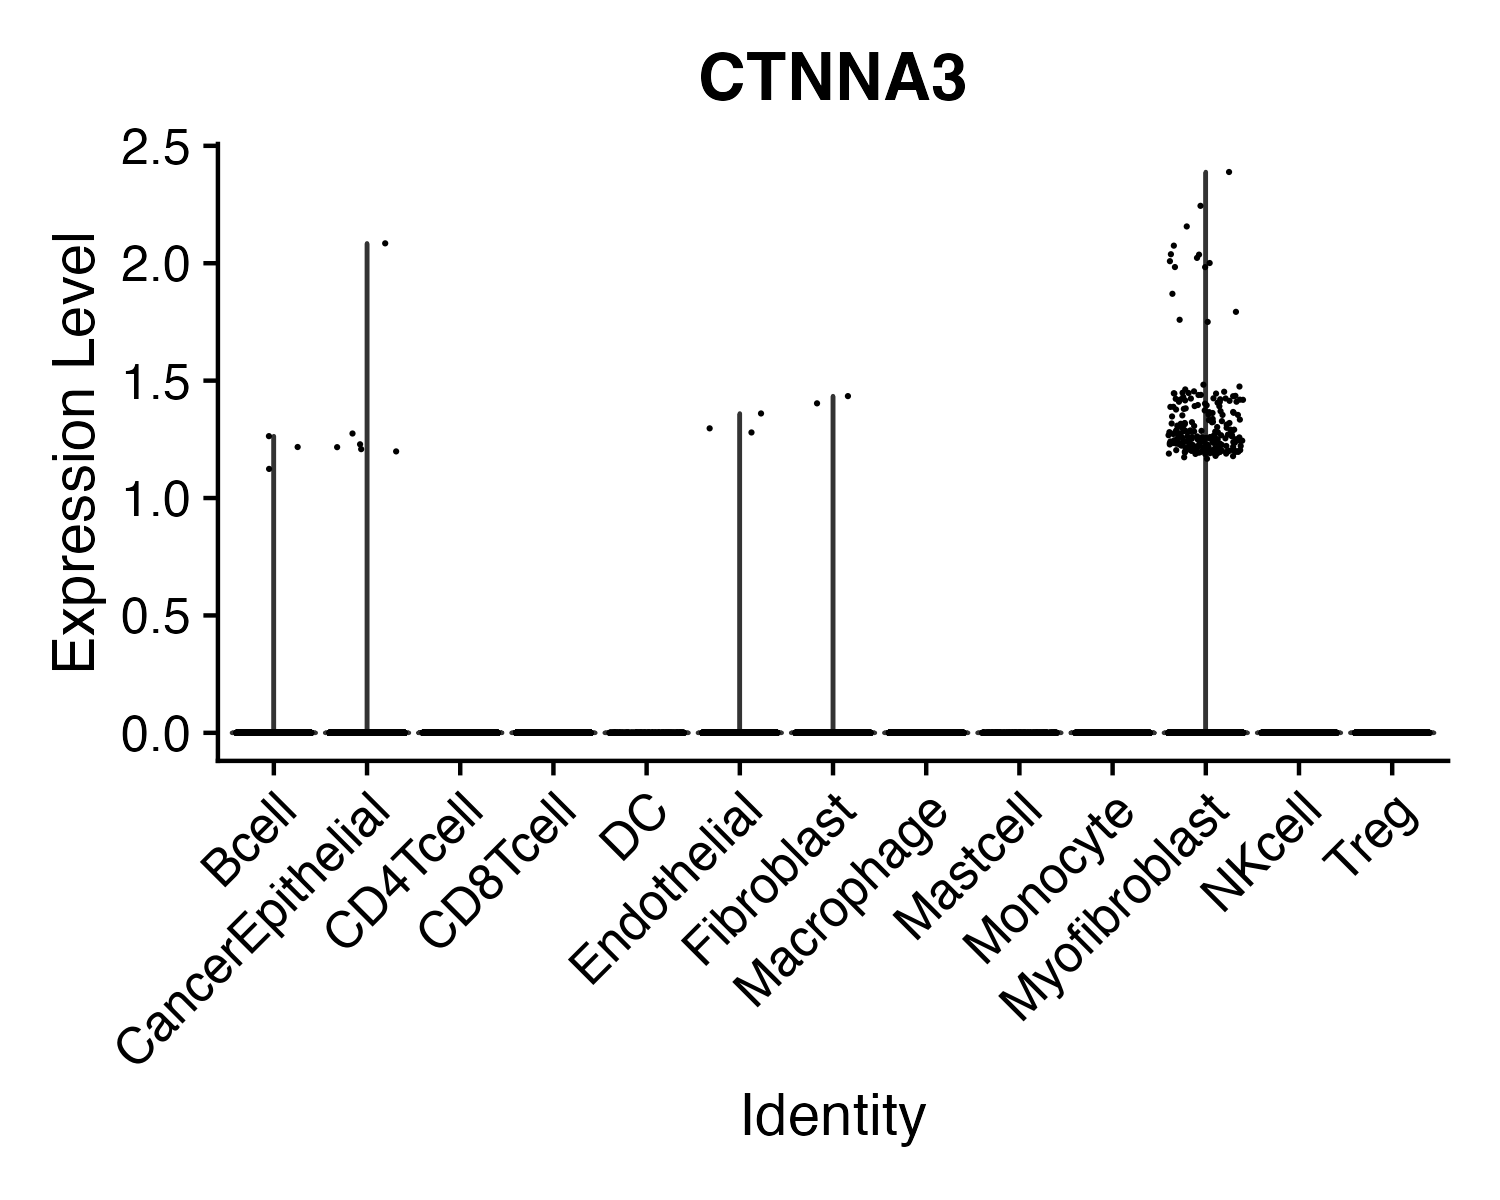 CTNNA3
Expression Level
2.5
2.0
1.5
1.0
0.5
0.0
Bcell
CancerEpithelial
CD4Tcell
CD8Tcell
DC
Endothelial
Fibroblast
Macrophage
Mastcell
Monocyte
Myofibroblast
NKcell
Treg
Identity